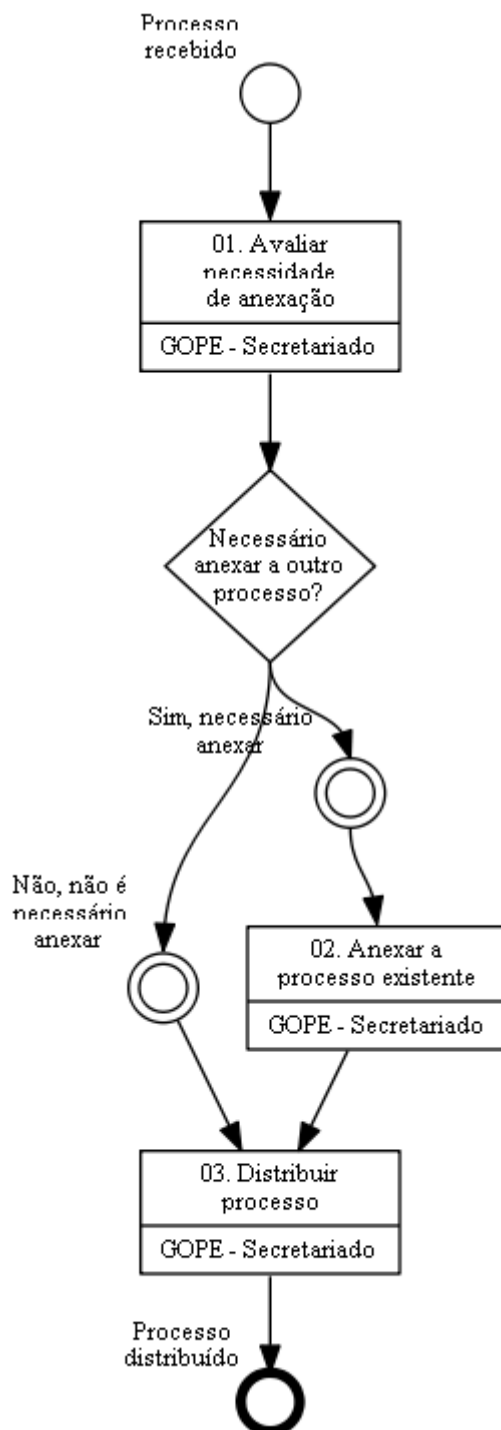 Processo
recebido
01. Avaliar
necessidade
de anexação
GOPE - Secretariado
Necessário
anexar a outro
processo?
Sim, necessário
anexar
Não, não é
necessário
anexar
02. Anexar a
processo existente
GOPE - Secretariado
03. Distribuir
processo
GOPE - Secretariado
Processo
distribuído